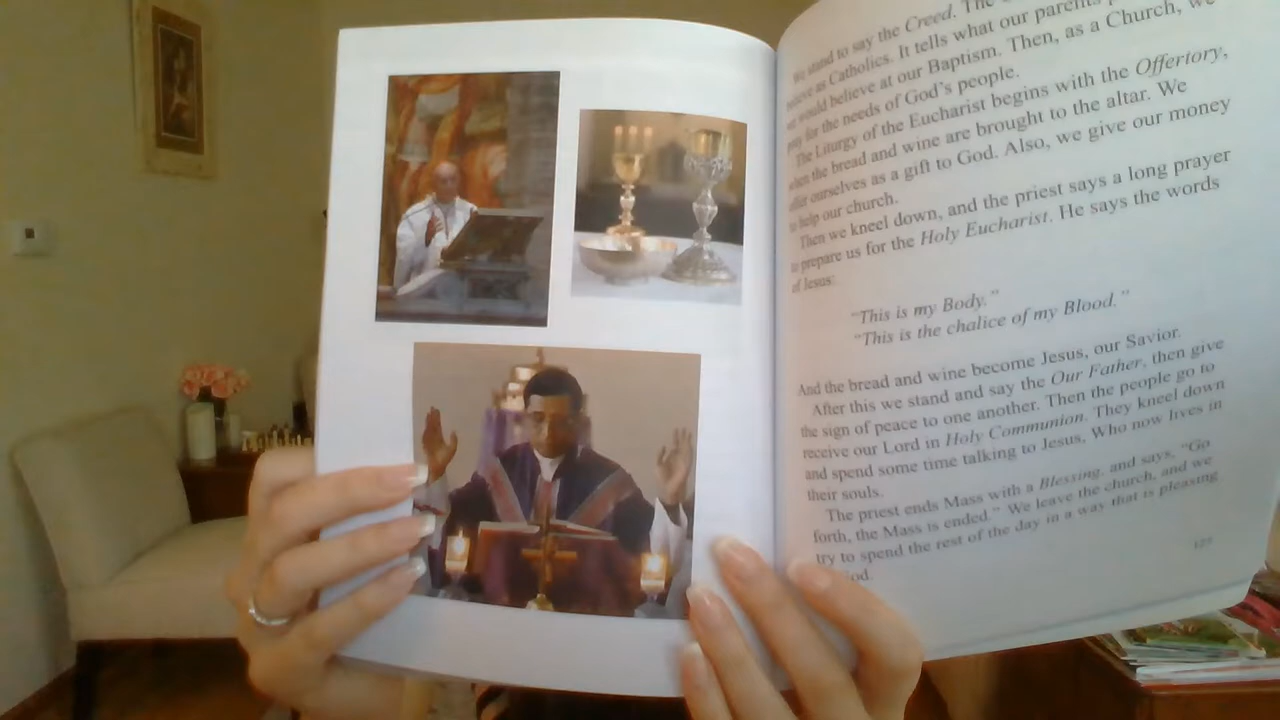 We stand to say the Creed. The
believe as Catholics. It tells what our parents
we would believe at our Baptism. Then, as a Church, we
pray for the needs of God's people.
The Liturgy of the Eucharist begins with the Offertory,
when the bread and wine are brought to the altar. We
offer ourselves as a gift to God. Also, we give our money
to help our church.
Then we kneel down, and the priest says a long prayer
to prepare us for the Holy Eucharist. He says the words
of Jesus:
"This is my Body."
"This is the chalice of my Blood."
And the bread and wine become Jesus, our Savior.
After this we stand and say the Our Father, then give
the sign of peace to one another. Then the people go to
receive our Lord in Holy Communion. They kneel down
and spend some time talking to Jesus, Who now lives in
their souls.
The priest ends Mass with a Blessing, and says, "Go
forth, the Mass is ended." We leave the church, and we
try to spend the rest of the day in a way that is pleasing
God.